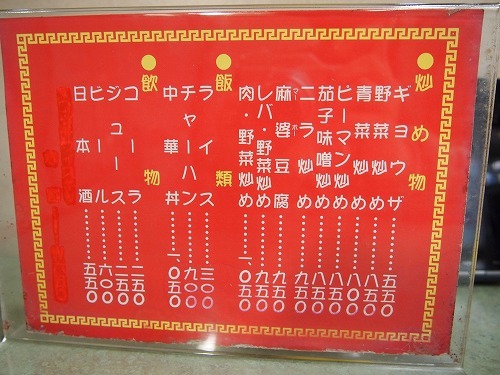 ●炒め物
ギョウザ………五五〇
野菜炒め………八五〇
青菜炒め………八〇〇
ピーマン炒め………八五〇
茄子味噌炒め………八五〇
ニラ炒め………八五〇
麻婆豆腐………九五〇
レバ・野菜炒め………九五〇
肉・野菜炒め………一、〇五〇
●飯類
ライス………三〇〇
チャーハン………九〇〇
中華丼………一、〇五〇
●飲物
コーラ………二五〇
ジュース………二五〇
ビール………六〇〇
日本酒………五五〇